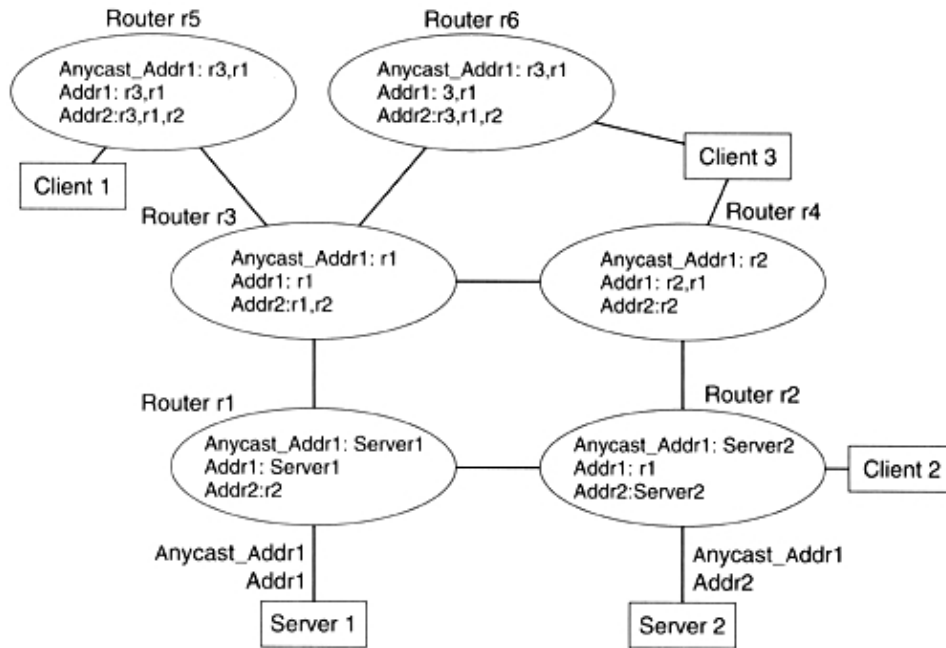 Router r5
Router r6
Anycast_Addr1: r3,r1
Addr1: r3,r1
Addr2:r3,r1,r2
Anycast_Addr1: r3,r1
Addr1: 3,r1
Addr2:r3,r1,r2
Client 1
Client 3
Router r3
Router r4
Anycast_Addr1: r1
Addr1: r1
Addr2:r1,r2
Anycast_Addr1: r2
Addr1: r2,r1
Addr2:r2
Router r1
Router r2
Anycast_Addr1: Server1
Addr1: Server1
Addr2:r2
Anycast_Addr1: Server2
Addr1: r1
Addr2:Server2
Client 2
Anycast_Addr1
Addr1
Anycast_Addr1
Addr2
Server 1
Server 2